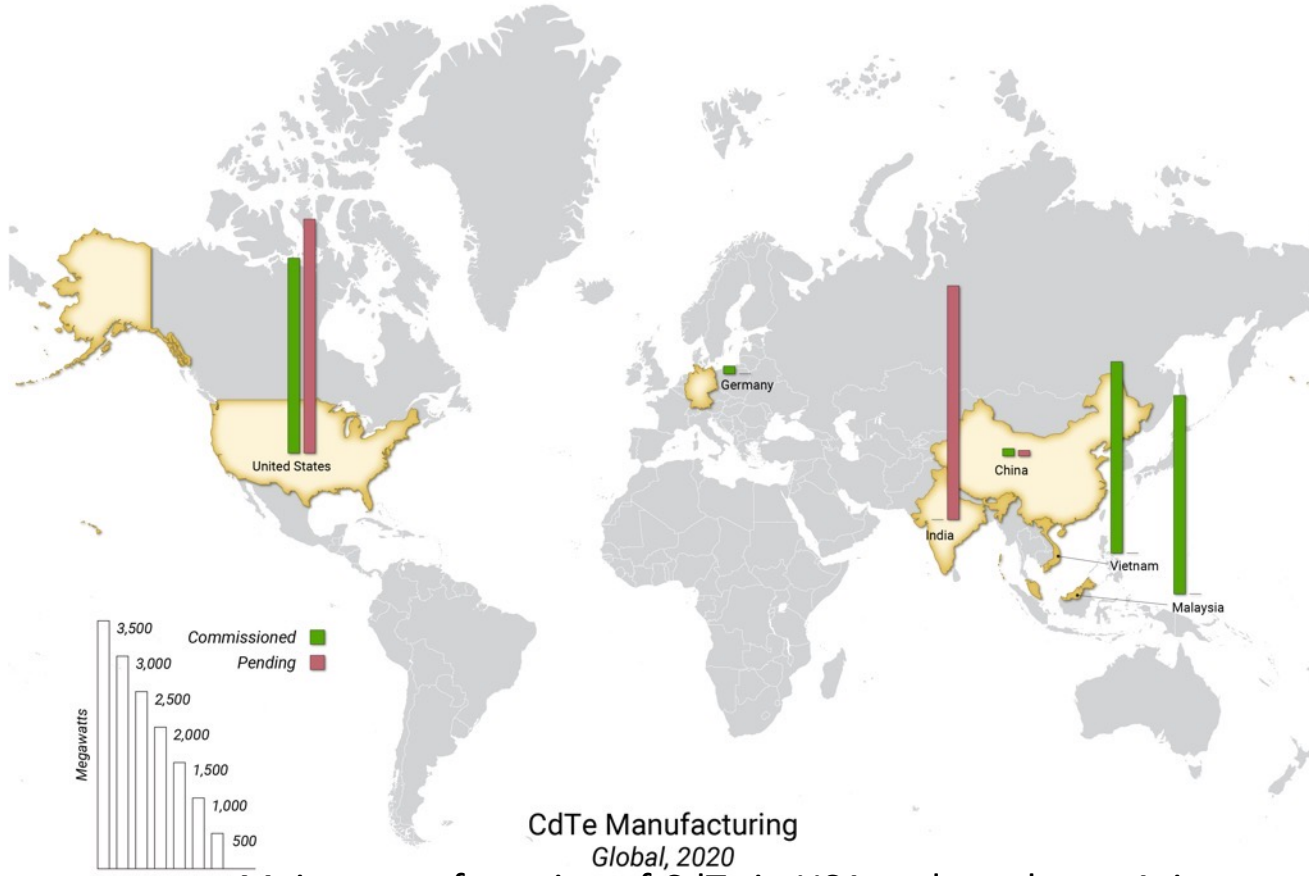 United States
Germany
China
India
Vietnam
Malaysia
Commissioned
Pending
Megawatts
3,500
3,000
2,500
2,000
1,500
1,000
500
CdTe Manufacturing
Global, 2020